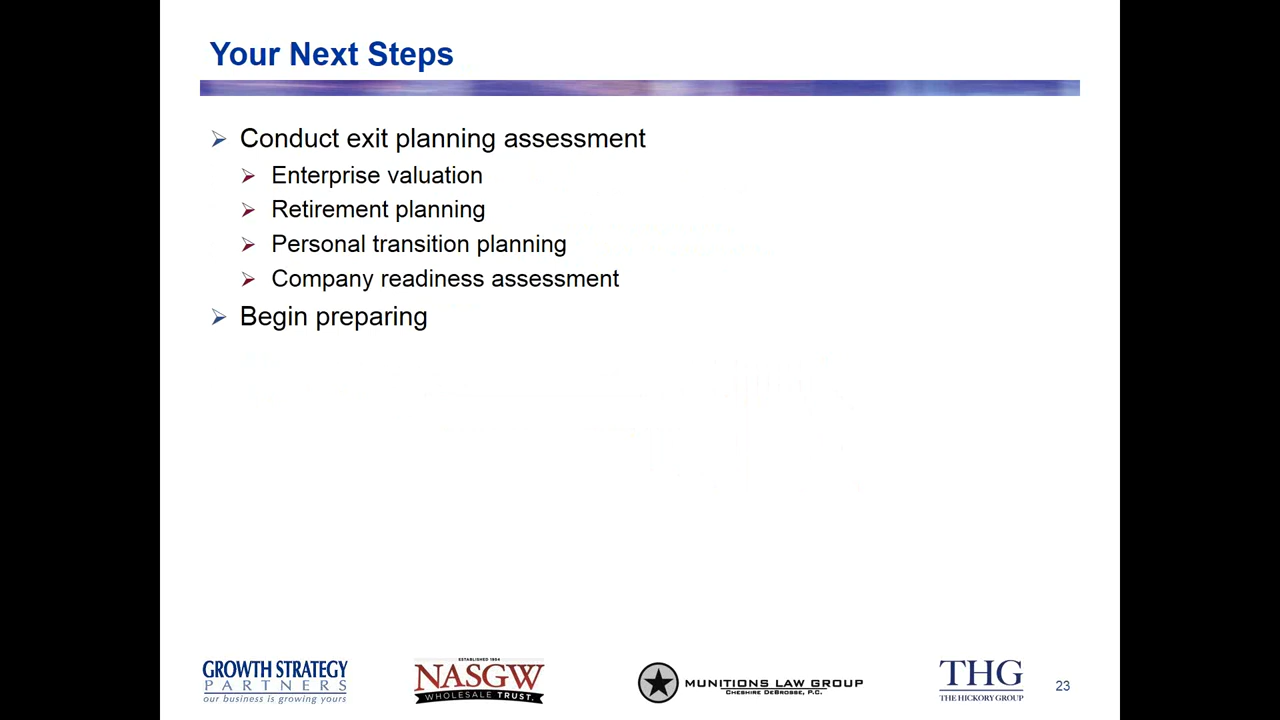 Your Next Steps
Conduct exit planning assessment
Enterprise valuation
Retirement planning
Personal transition planning
Company readiness assessment
Begin preparing
GROWTH STRATEGY
PARTNERS
our business is growing yours
ESTABLISHED 1954
NASGW
WHOLESALE TRUST.
MUNITIONS LAW GROUP
CHESHIRE DEBROSSE, P.C.
THG
THE HICKORY GROUP
23